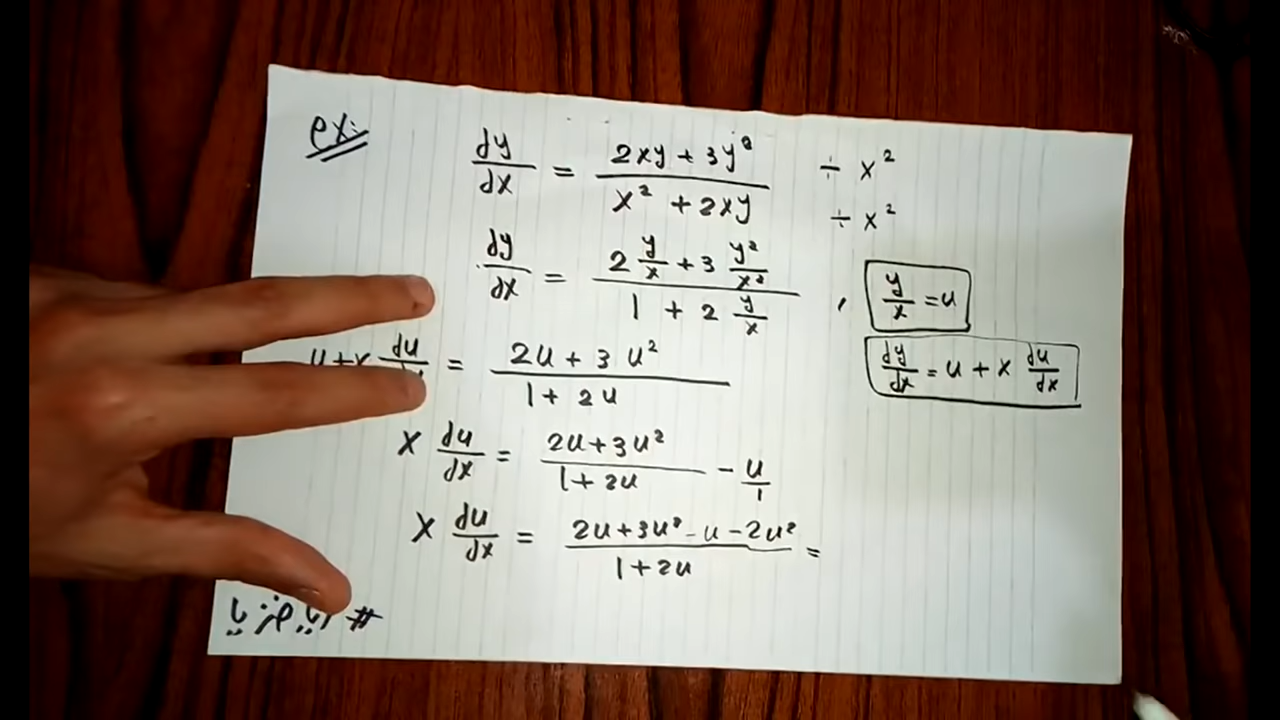 ex:
dy/dx = (2xy + 3y²)/(x² + 2xy) ÷ x² ÷ x²
dy/dx = (2 y/x + 3 y²/x²)/(1 + 2 y/x) , y/x = u
dy/dx = u + x du/dx
u + x du/ = (2u + 3u²)/(1 + 2u)
x du/dx = (2u + 3u²)/(1 + 2u) - u/1
x du/dx = (2u + 3u² - u - 2u²)/(1 + 2u) =